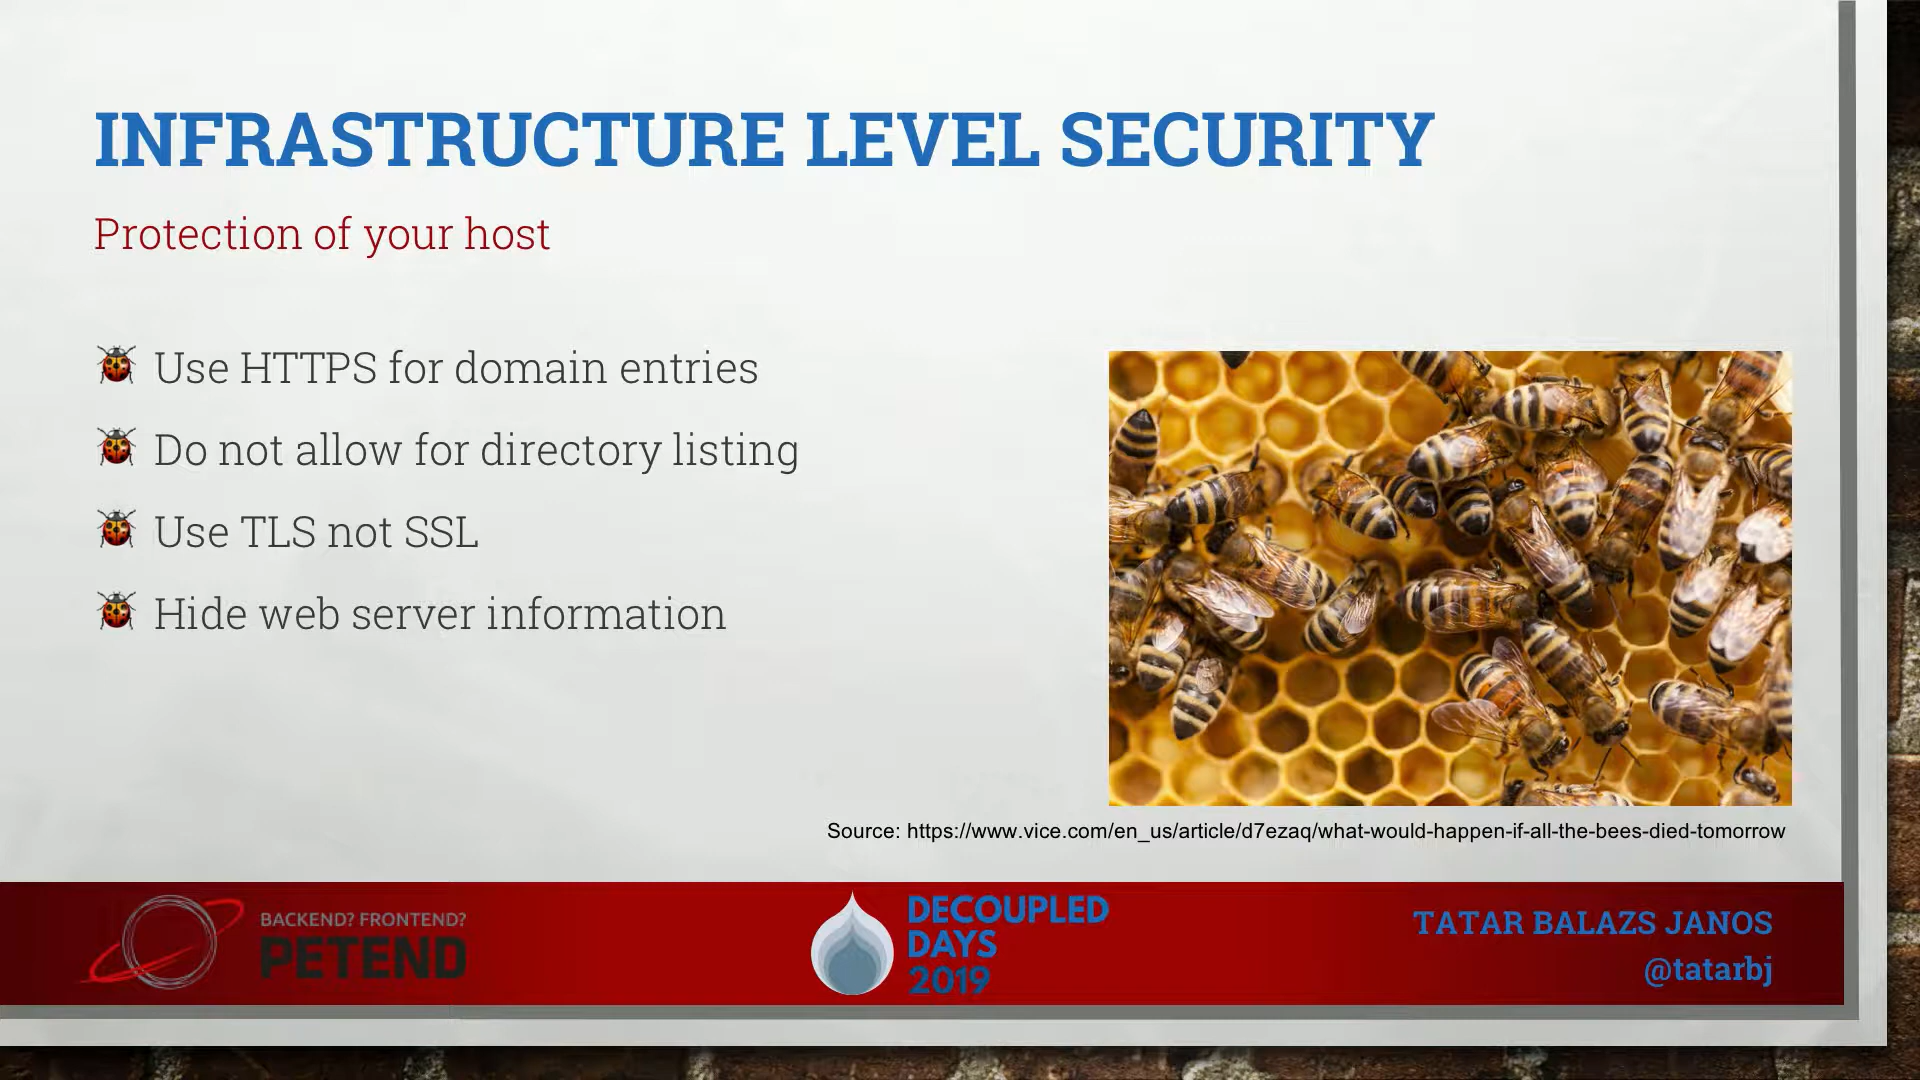 INFRASTRUCTURE LEVEL SECURITY
Protection of your host
Use HTTPS for domain entries
Do not allow for directory listing
Use TLS not SSL
Hide web server information
Source: https://www.vice.com/en_us/article/d7ezaq/what-would-happen-if-all-the-bees-died-tomorrow
BACKEND? FRONTEND?
PETEND
DECOUPLED
DAYS
2019
TATAR BALAZS JANOS
@tatarbj